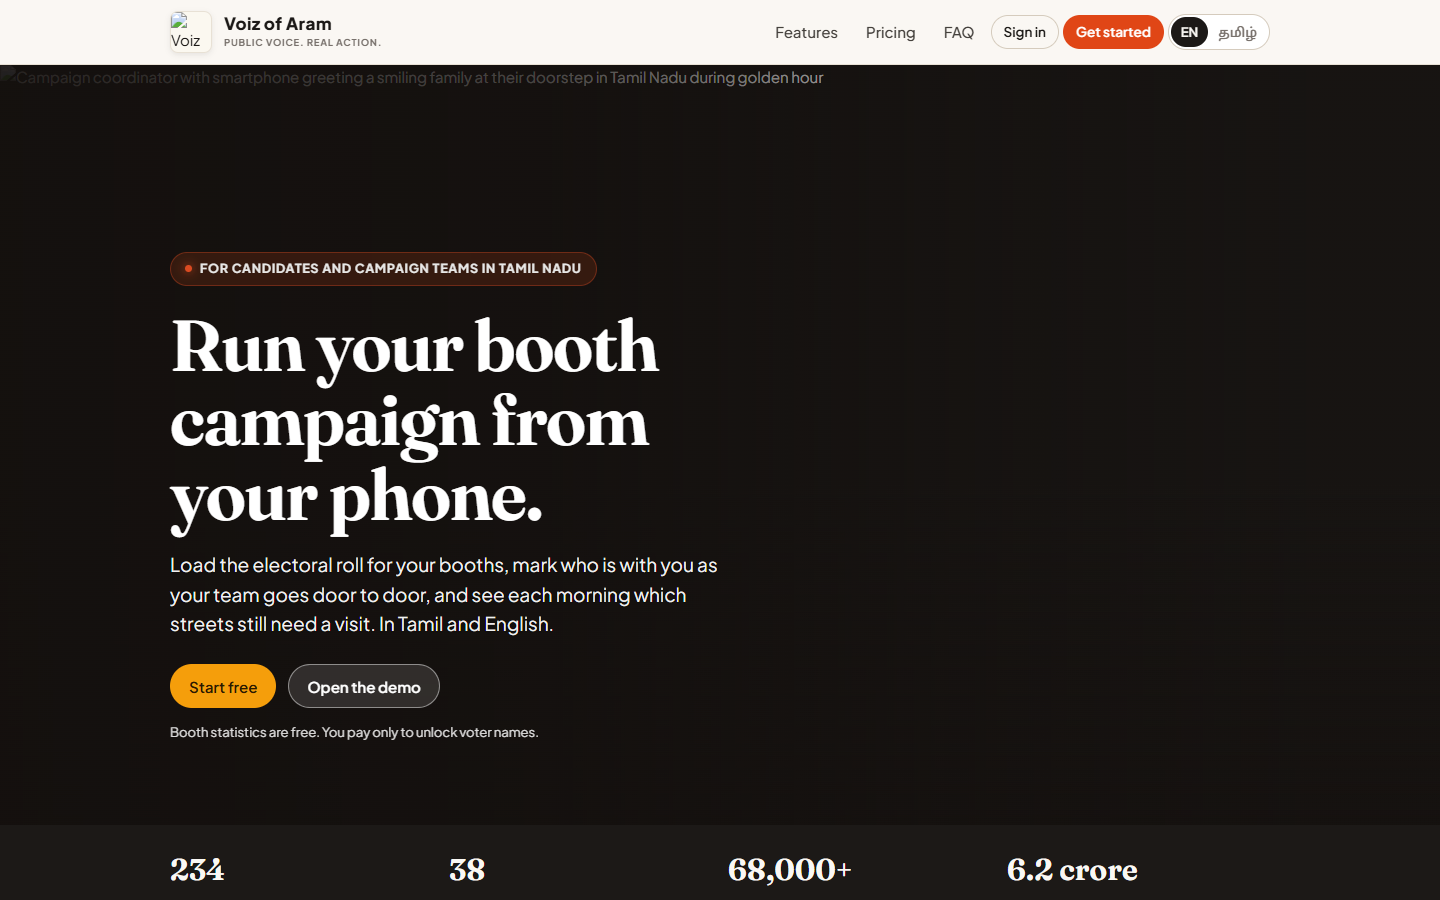 Voiz
Voiz of Aram
PUBLIC VOICE. REAL ACTION.
Features
Pricing
FAQ
Sign in
Get started
EN
தமிழ்
Campaign coordinator with smartphone greeting a smiling family at their doorstep in Tamil Nadu during golden hour
FOR CANDIDATES AND CAMPAIGN TEAMS IN TAMIL NADU
Run your booth
campaign from
your phone.
Load the electoral roll for your booths, mark who is with you as
your team goes door to door, and see each morning which
streets still need a visit. In Tamil and English.
Start free
Open the demo
Booth statistics are free. You pay only to unlock voter names.
234
38
68,000+
6.2 crore